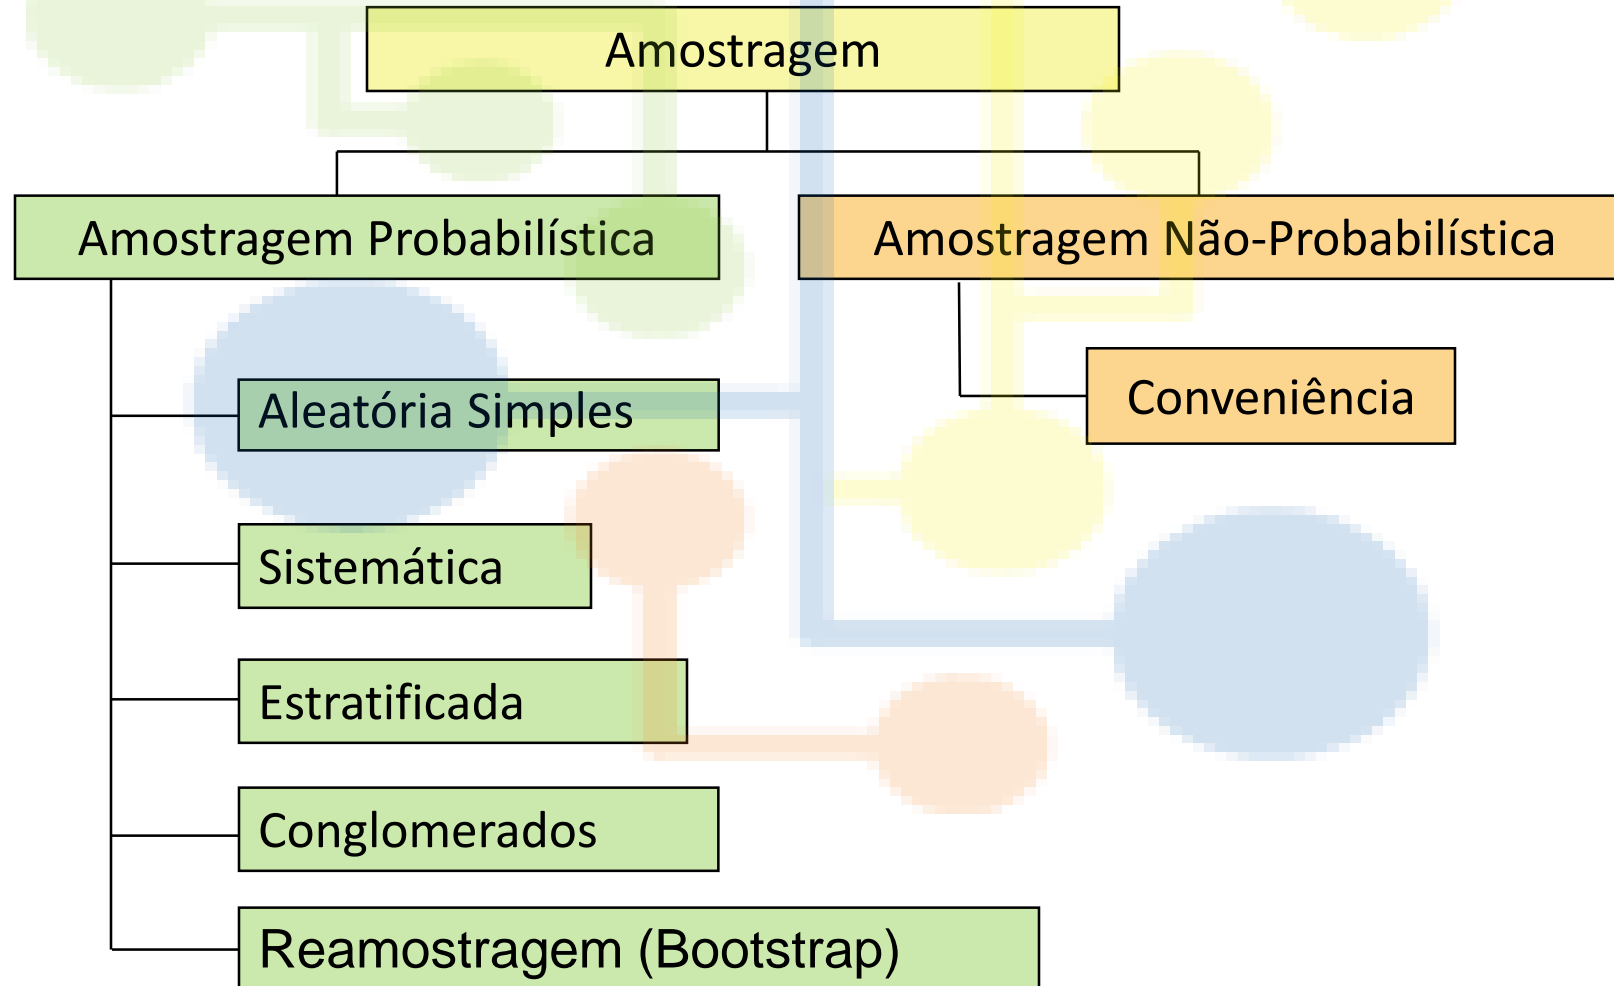 Amostragem
Amostragem Probabilística
Amostragem Não-Probabilística
Aleatória Simples
Conveniência
Sistemática
Estratificada
Conglomerados
Reamostragem (Bootstrap)